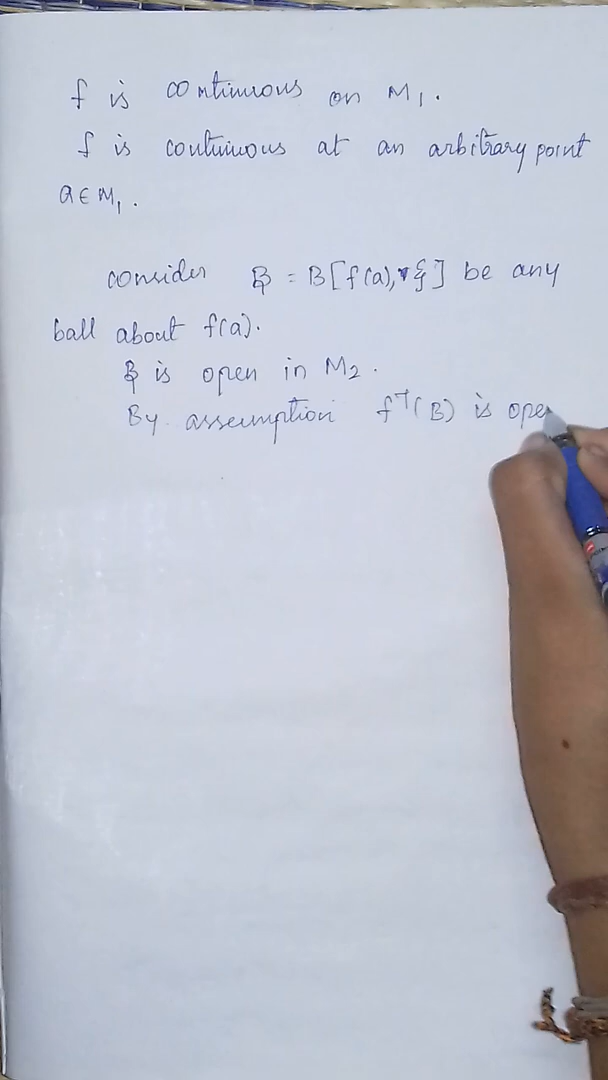 f is continuous on M₁.
f is continuous at an arbitrary point
a ∈ M₁.
consider B = B[f(a), ξ] be any
ball about f(a).
B is open in M₂.
By assumption f⁻¹(B) is ope